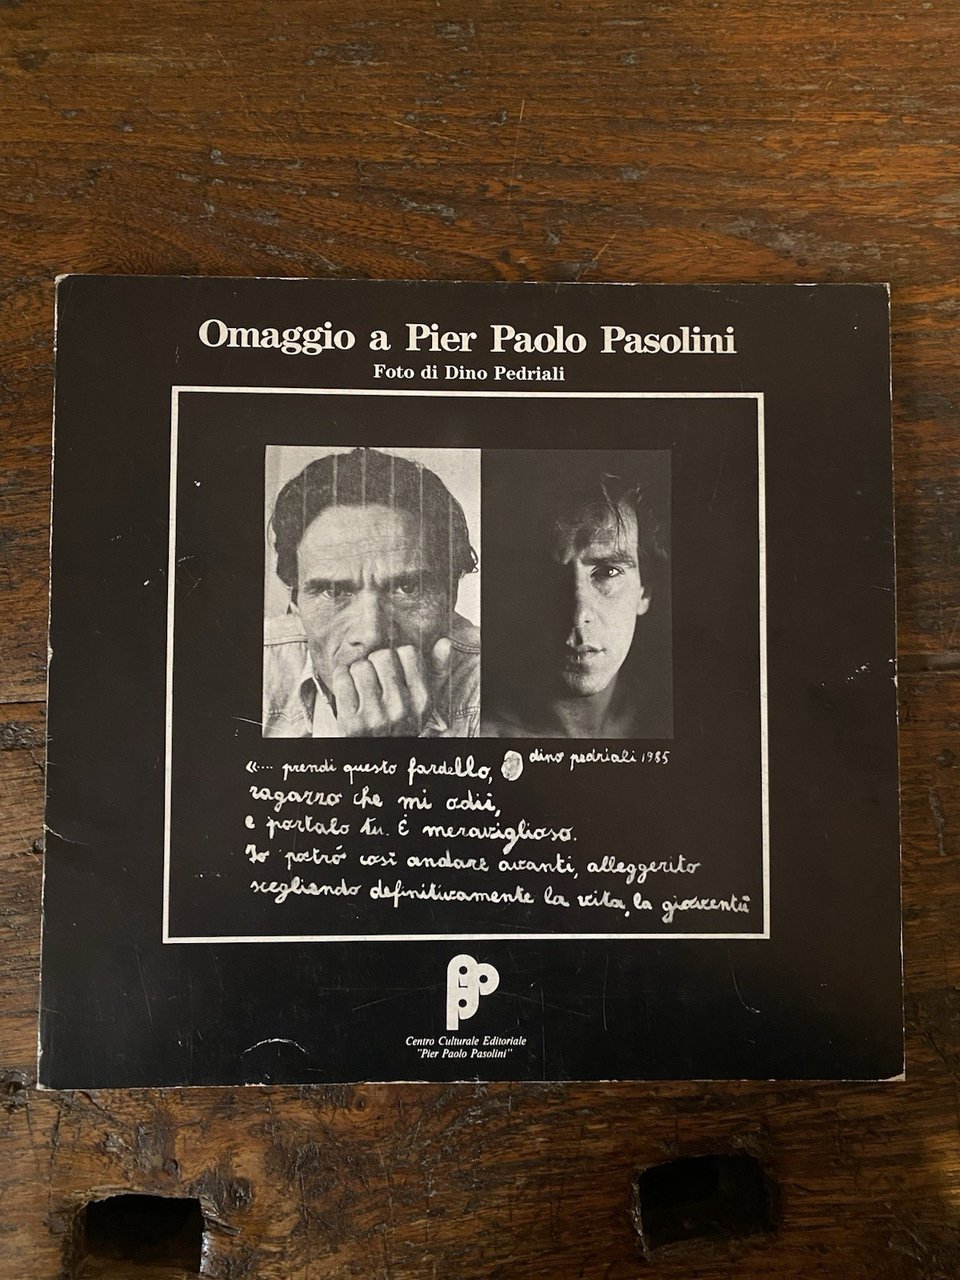 Omaggio a Pier Paolo Pasolini
Foto di Dino Pedriali
«.... prendi questo fardello,
dino pedriali 1985
ragazzo che mi odii,
e portalo tu. È meraviglioso.
Io potró così andare avanti, alleggerito
scegliendo definitivamente la vita, la gioventù
Centro Culturale Editoriale
"Pier Paolo Pasolini"